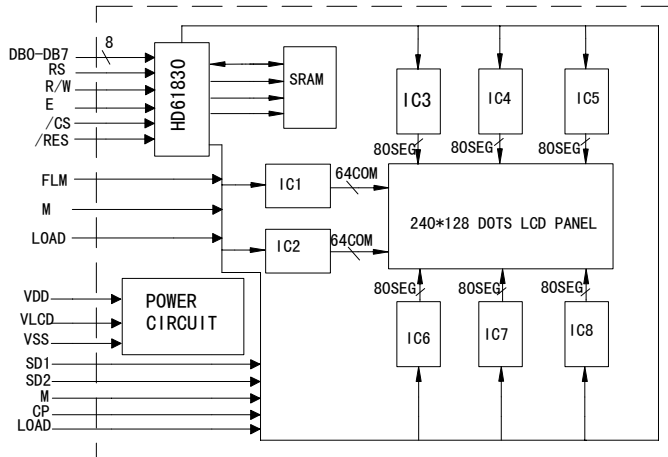 DB0-DB7
8
RS
R/W
E
/CS
/RES
HD61830
SRAM
IC3
IC4
IC5
80SEG
80SEG
80SEG
FLM
M
LOAD
IC1
64COM
IC2
64COM
240*128 DOTS LCD PANEL
80SEG
80SEG
80SEG
VDD
VLCD
VSS
POWER
CIRCUIT
IC6
IC7
IC8
SD1
SD2
M
CP
LOAD